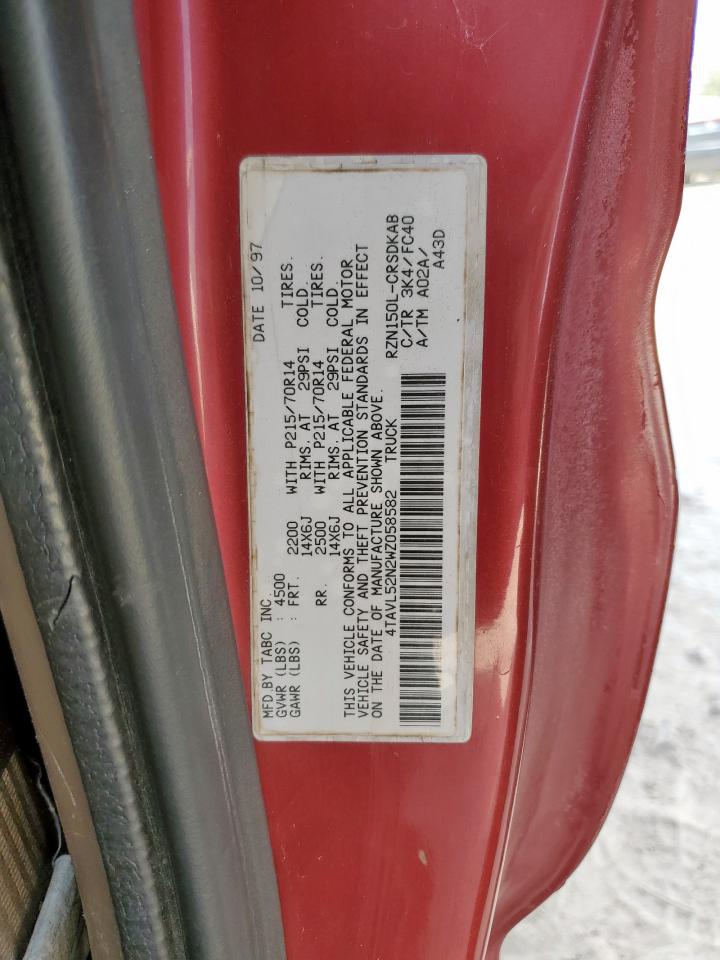 MFD.BY TABC INC. DATE 10/97
GVWR (LBS) : 4500
GAWR (LBS) : FRT. 2200 WITH P215/70R14 TIRES.
14X6J RIMS. AT 29PSI COLD.
RR. 2500 WITH P215/70R14 TIRES.
14X6J RIMS. AT 29PSI COLD.
THIS VEHICLE CONFORMS TO ALL APPLICABLE FEDERAL MOTOR
VEHICLE SAFETY AND THEFT PREVENTION STANDARDS IN EFFECT
ON THE DATE OF MANUFACTURE SHOWN ABOVE.
4TAVL52N2WZ058582 TRUCK RZN150L-CRSDKAB
C/TR 3K4/FC40
A/TM A02A/
A43D